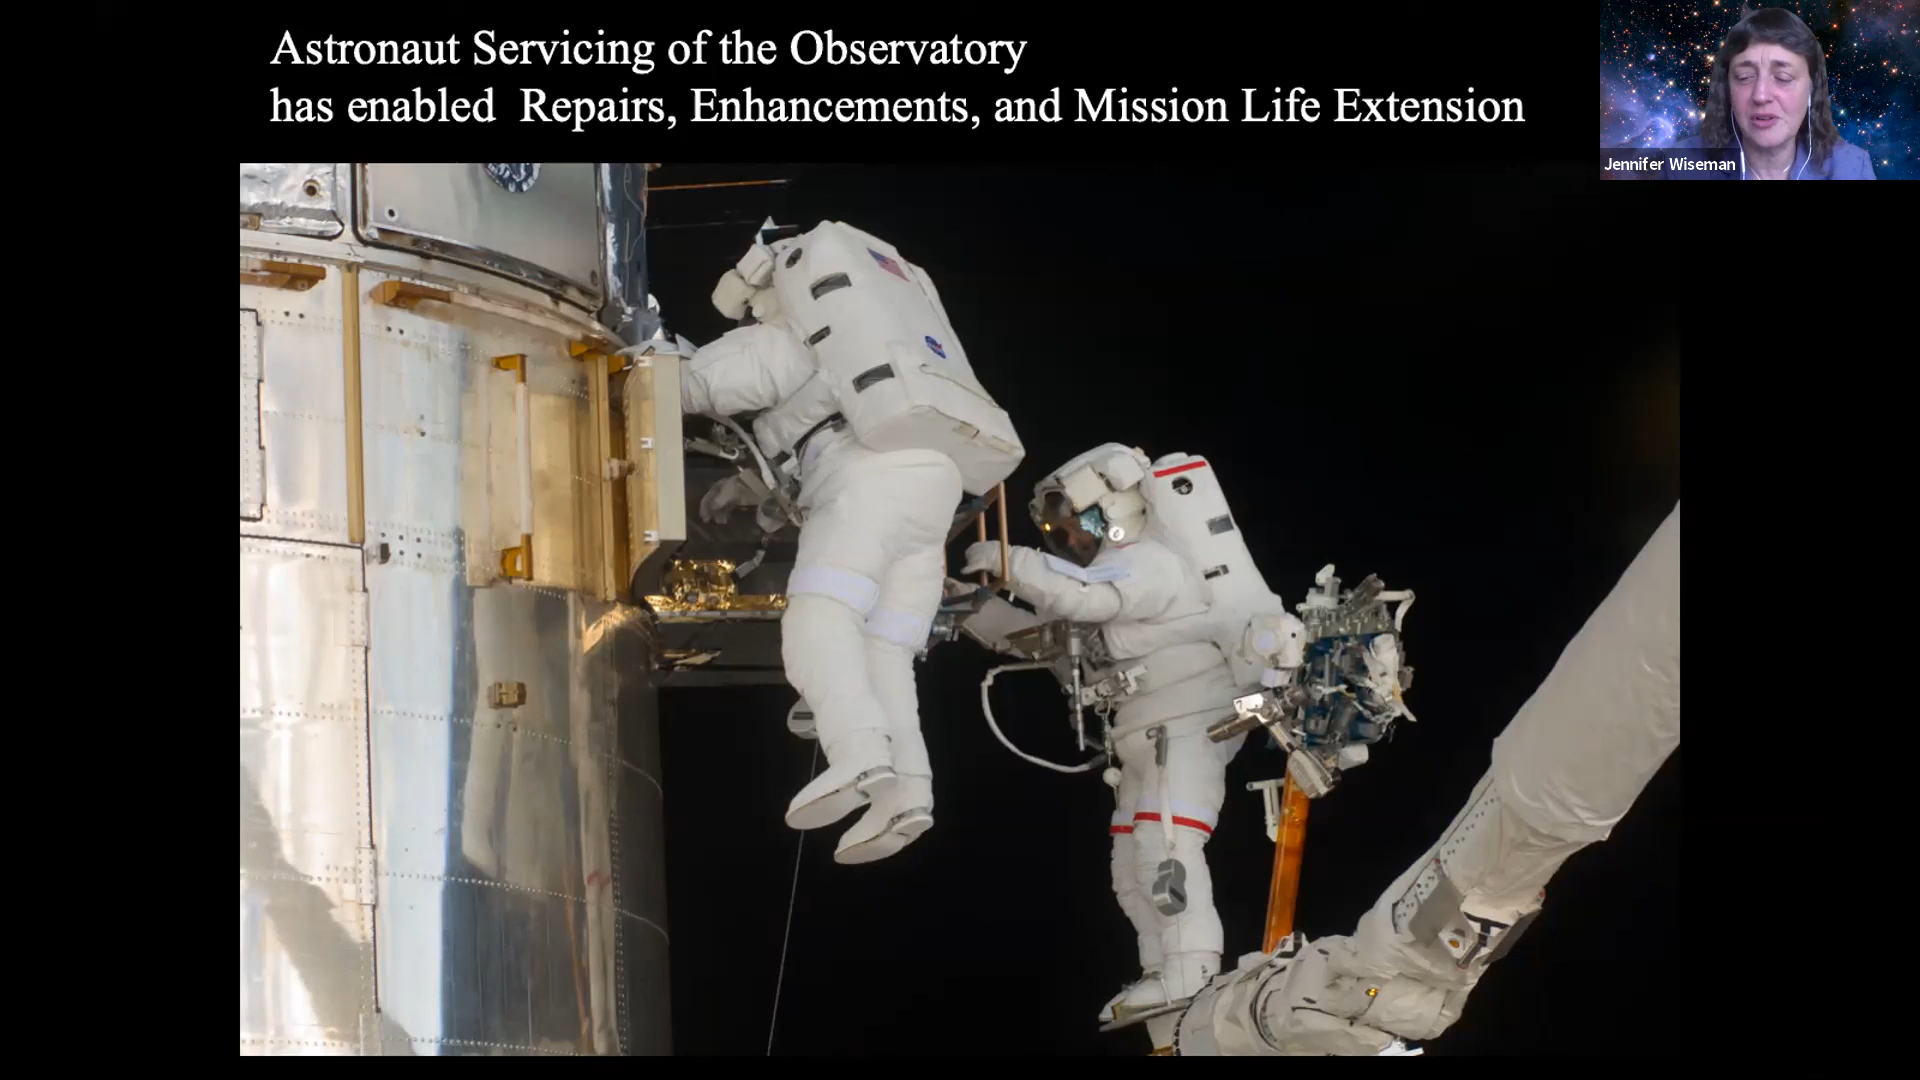 Astronaut Servicing of the Observatory
has enabled Repairs, Enhancements, and Mission Life Extension
Jennifer Wiseman